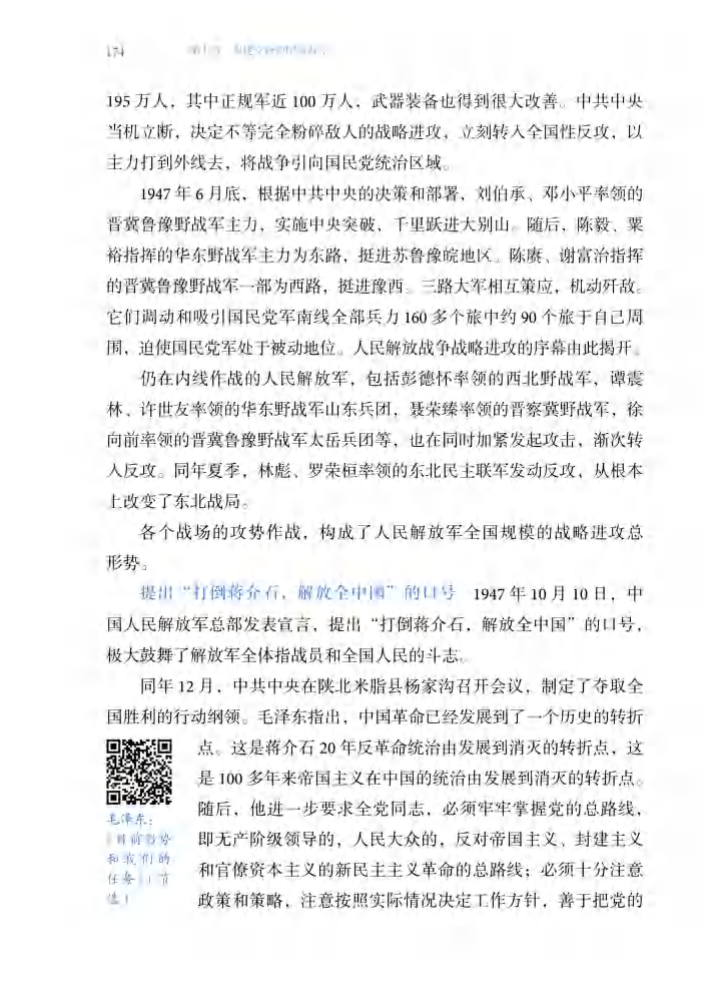 174
195 万人，其中正规军近 100 万人，武器装备也得到很大改善。中共中央
当机立断，决定不等完全粉碎敌人的战略进攻，立刻转入全国性反攻，以
主力打到外线去，将战争引向国民党统治区域。
1947 年 6 月底，根据中共中央的决策和部署，刘伯承、邓小平率领的
晋冀鲁豫野战军主力，实施中央突破，千里跃进大别山。随后，陈毅、粟
裕指挥的华东野战军主力为东路，挺进苏鲁豫皖地区。陈赓、谢富治指挥
的晋冀鲁豫野战军一部为西路，挺进豫西。三路大军相互策应，机动歼敌。
它们调动和吸引国民党军南线全部兵力 160 多个旅中约 90 个旅于自己周
围，迫使国民党军处于被动地位。人民解放战争战略进攻的序幕由此揭开。
仍在内线作战的人民解放军，包括彭德怀率领的西北野战军，谭震
林、许世友率领的华东野战军山东兵团，聂荣臻率领的晋察冀野战军，徐
向前率领的晋冀鲁豫野战军太岳兵团等，也在同时加紧发起攻击，渐次转
入反攻。同年夏季，林彪、罗荣桓率领的东北民主联军发动反攻，从根本
上改变了东北战局。
各个战场的攻势作战，构成了人民解放军全国规模的战略进攻总
形势。
提出“打倒蒋介石，解放全中国”的口号 1947 年 10 月 10 日，中
国人民解放军总部发表宣言，提出“打倒蒋介石，解放全中国”的口号，
极大鼓舞了解放军全体指战员和全国人民的斗志。
同年 12 月，中共中央在陕北米脂县杨家沟召开会议，制定了夺取全
国胜利的行动纲领。毛泽东指出，中国革命已经发展到了一个历史的转折
点。这是蒋介石 20 年反革命统治由发展到消灭的转折点，这
是 100 多年来帝国主义在中国的统治由发展到消灭的转折点。
随后，他进一步要求全党同志，必须牢牢掌握党的总路线，
即无产阶级领导的，人民大众的，反对帝国主义、封建主义
和官僚资本主义的新民主主义革命的总路线；必须十分注意
政策和策略，注意按照实际情况决定工作方针，善于把党的
毛泽东：
目前形势
和我们的
任务